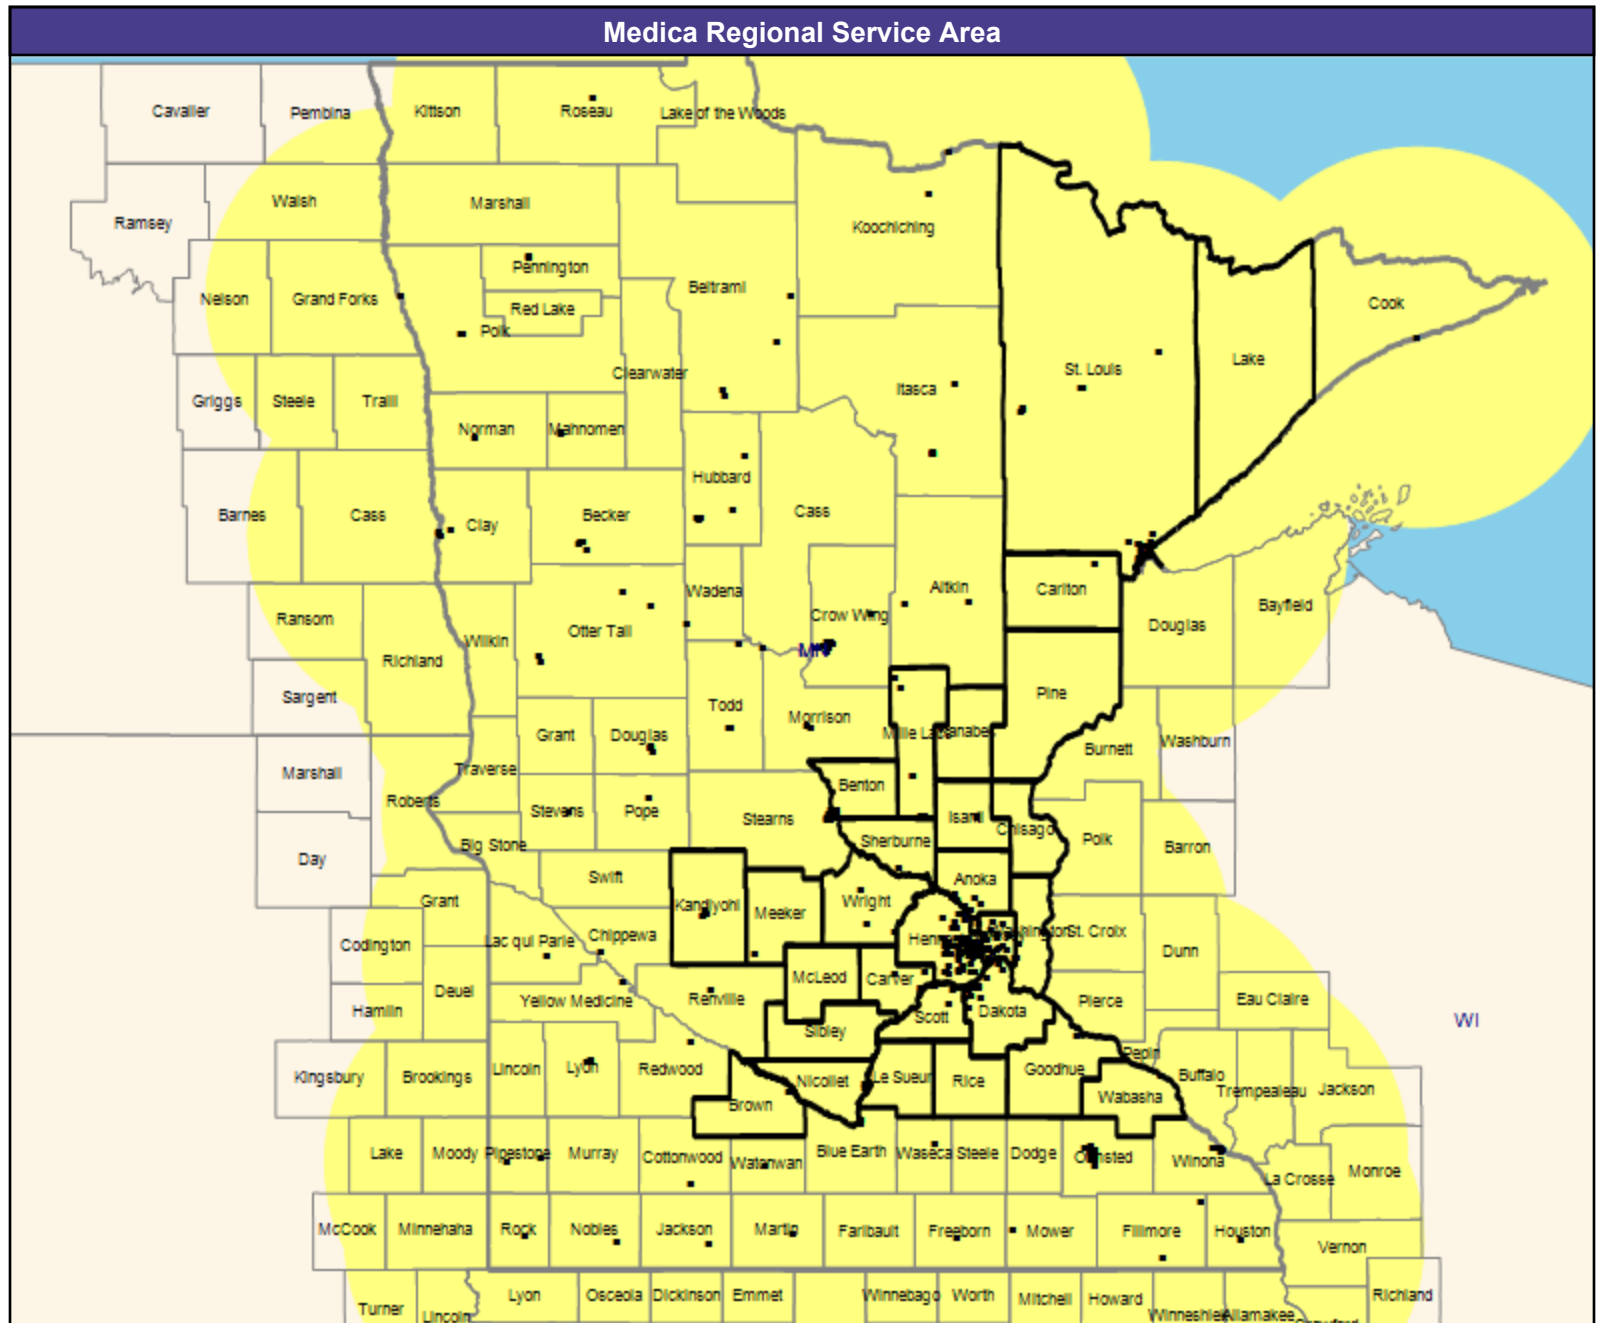 Medica Regional Service Area
Cavalier
Pembina
Kittson
Roseau
Lake of the Woods
Walsh
Marshall
Ramsey
Koochiching
Pennington
Beltrami
Nelson
Grand Forks
Red Lake
Cook
Polk
Lake
St. Louis
Clearwater
Itasca
Griggs
Steele
Traill
Norman
Mahnomen
Hubbard
Barnes
Cass
Clay
Becker
Cass
Aitkin
Carlton
Wadena
Bayfield
Crow Wing
Ransom
Douglas
Otter Tail
Wilkin
MN
Richland
Pine
Sargent
Todd
Morrison
Mille Lacs
Kanabec
Grant
Douglas
Washburn
Burnett
Traverse
Marshall
Benton
Roberts
Stevens
Pope
Stearns
Isanti
Chisago
Polk
Sherburne
Big Stone
Barron
Day
Swift
Anoka
Grant
Wright
Kandiyohi
Meeker
Washington
St. Croix
Chippewa
Lac qui Parle
Codington
Dunn
McLeod
Carver
Deuel
Renville
Yellow Medicine
Pierce
Eau Claire
Hamlin
Scott
Dakota
WI
Sibley
Pepin
Lincoln
Lyon
Redwood
Goodhue
Kingsbury
Brookings
Nicollet
Le Sueur
Rice
Buffalo
Trempealeau
Jackson
Wabasha
Brown
Blue Earth
Lake
Moody
Pipestone
Murray
Cottonwood
Watonwan
Waseca
Steele
Dodge
Olmsted
Winona
La Crosse
Monroe
McCook
Minnehaha
Rock
Nobles
Jackson
Martin
Faribault
Freeborn
Mower
Fillmore
Houston
Vernon
Lyon
Osceola
Dickinson
Emmet
Winnebago
Worth
Mitchell
Howard
Richland
Turner
Lincoln
Winneshiek
Allamakee